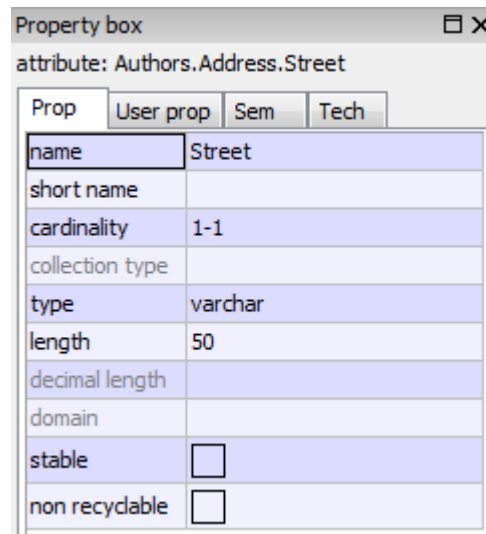 Property box
attribute: Authors.Address.Street
Prop User prop Sem Tech
name Street
short name
cardinality 1-1
collection type
type varchar
length 50
decimal length
domain
stable
non recyclable